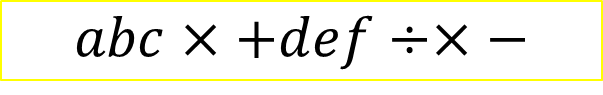 abc × +def ÷× −